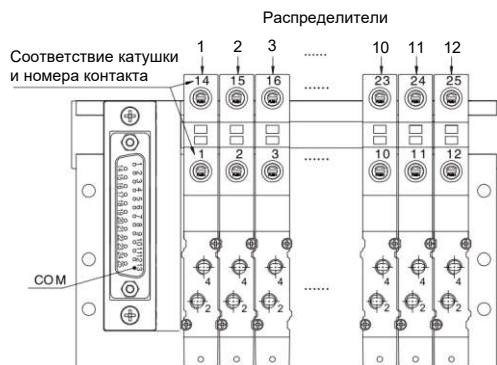 Распределители
1 2 3 ...... 10 11 12
Соответствие катушки
и номера контакта
14 15 16 ...... 23 24 25
1 2 3 ...... 10 11 12
COM
4 4 4 4 4 4
2 2 2 ...... 2 2 2